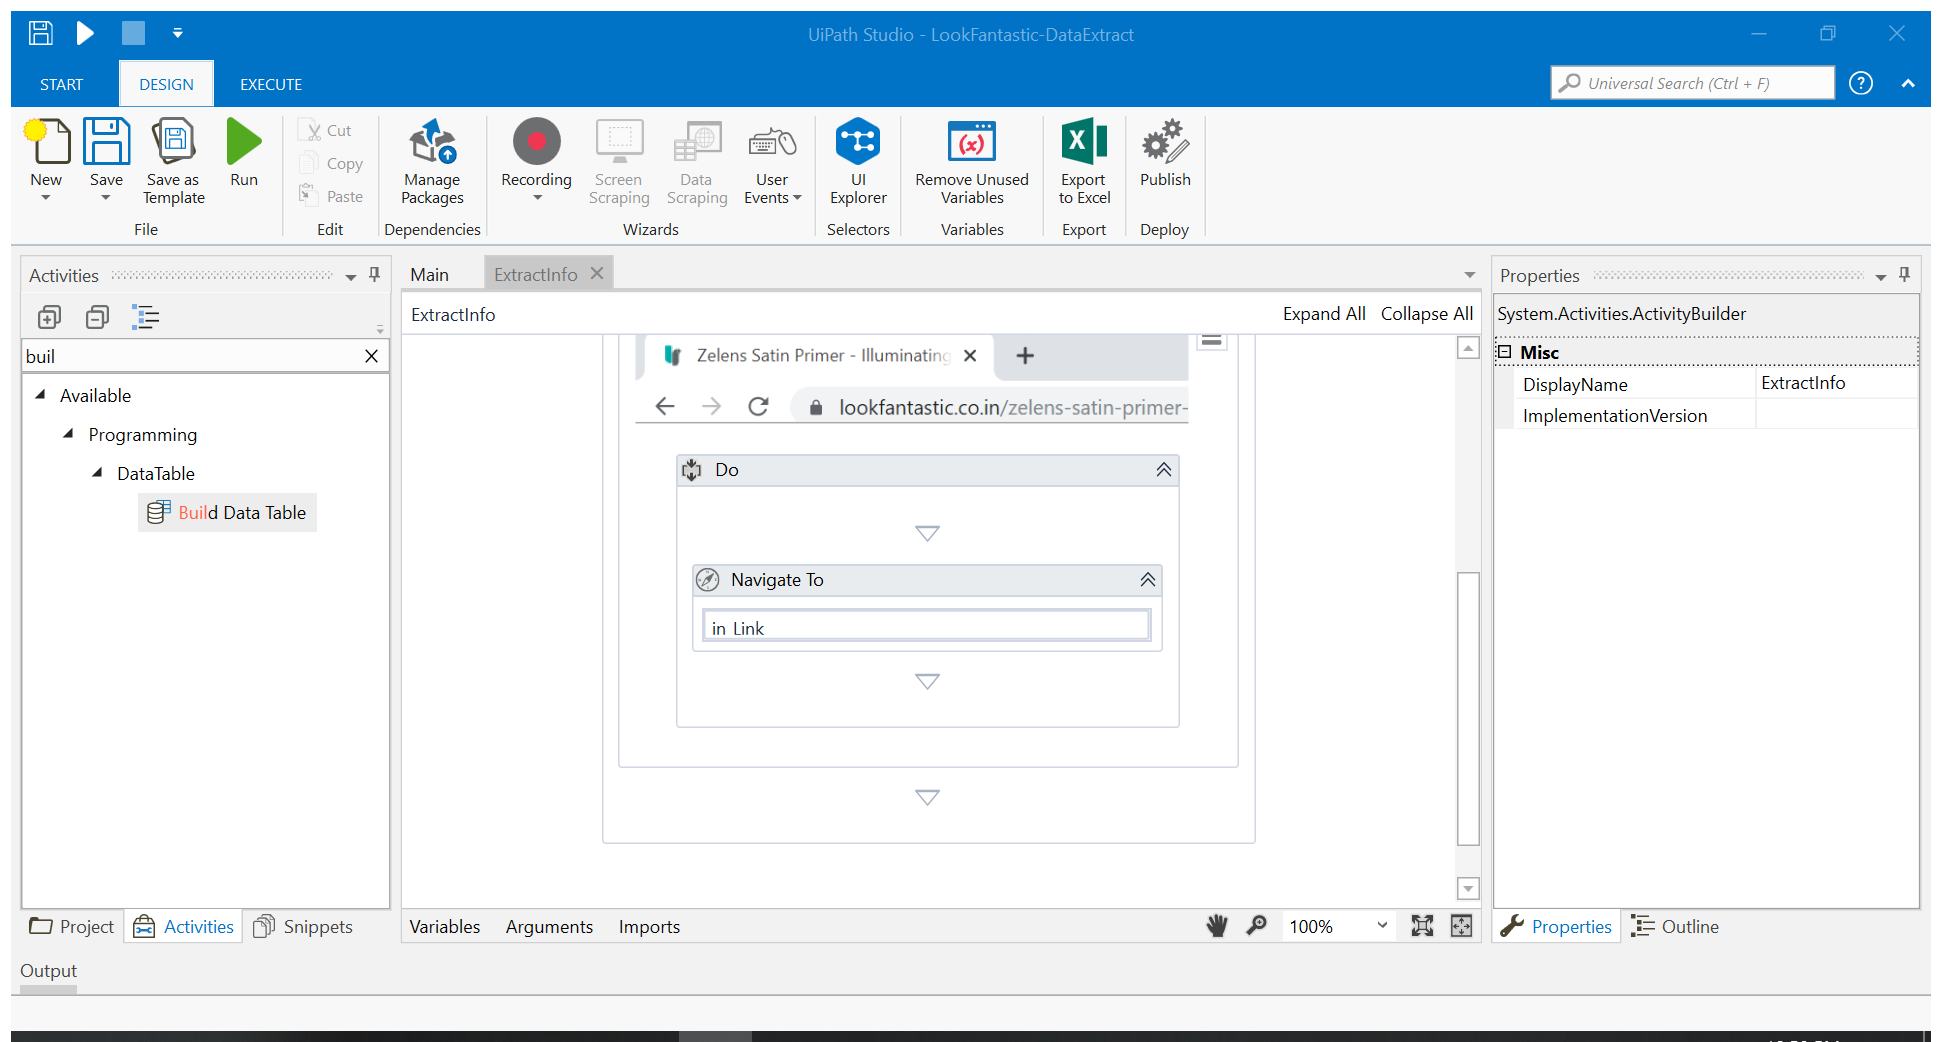 UiPath Studio - LookFantastic-DataExtract
START DESIGN EXECUTE
Universal Search (Ctrl + F)
?
New Save Save as Template Run
File
Cut
Copy
Paste
Edit
Manage Packages
Dependencies
Recording Screen Scraping Data Scraping User Events
Wizards
UI Explorer
Selectors
(x)
Remove Unused Variables
Variables
X
Export to Excel
Export
Publish
Deploy
Activities
buil
Available
Programming
DataTable
Build Data Table
Project Activities Snippets
Main ExtractInfo
ExtractInfo Expand All Collapse All
Zelens Satin Primer - Illuminating
lookfantastic.co.in/zelens-satin-primer-
Do
Navigate To
in Link
Variables Arguments Imports 100%
Properties
System.Activities.ActivityBuilder
Misc
DisplayName ExtractInfo
ImplementationVersion
Properties Outline
Output